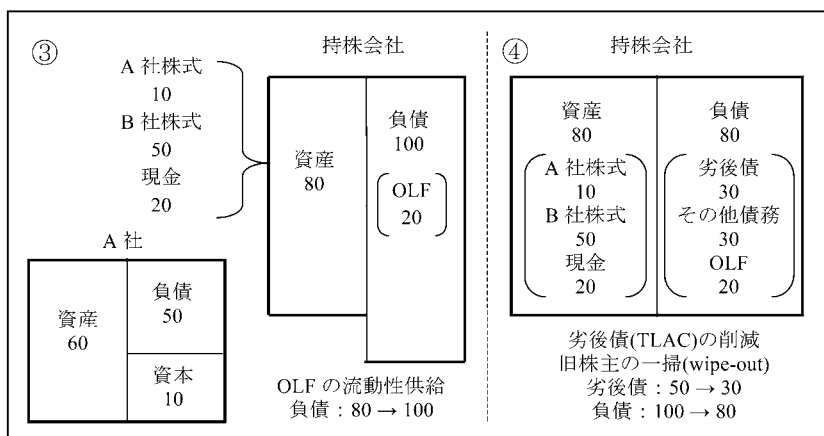 ③
A 社株式
10
B 社株式
50
現金
20
持株会社
資産
80
負債
100
OLF
20
A 社
資産
60
負債
50
資本
10
OLF の流動性供給
負債：80 → 100
④
持株会社
資産
80
A 社株式
10
B 社株式
50
現金
20
負債
80
劣後債
30
その他債務
30
OLF
20
劣後債(TLAC)の削減
旧株主の一掃(wipe-out)
劣後債：50 → 30
負債：100 → 80